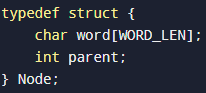 typedef struct {
    char word[WORD_LEN];
    int parent;
} Node;